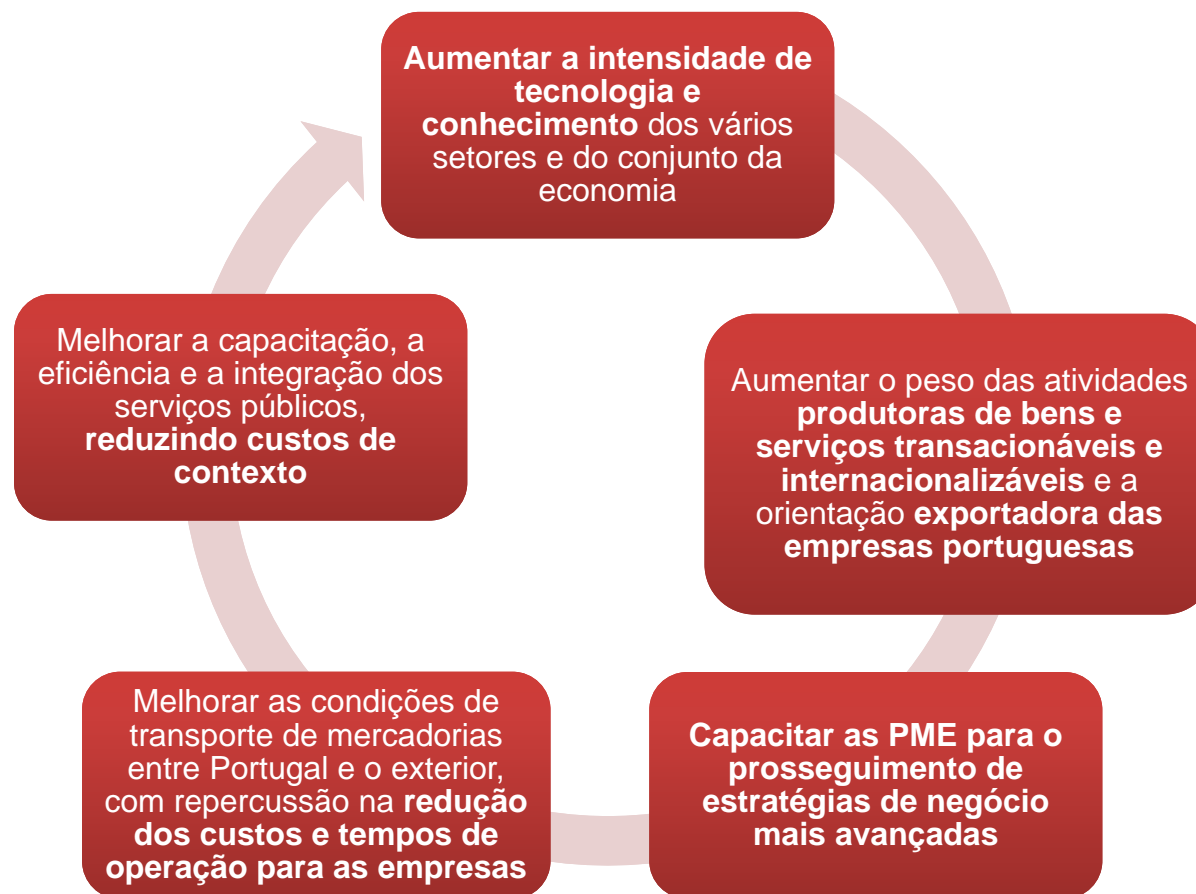 Aumentar a intensidade de
tecnologia e
conhecimento dos vários
setores e do conjunto da
economia
Aumentar o peso das atividades
produtoras de bens e
serviços transacionáveis e
internacionalizáveis e a
orientação exportadora das
empresas portuguesas
Capacitar as PME para o
prosseguimento de
estratégias de negócio
mais avançadas
Melhorar as condições de
transporte de mercadorias
entre Portugal e o exterior,
com repercussão na redução
dos custos e tempos de
operação para as empresas
Melhorar a capacitação, a
eficiência e a integração dos
serviços públicos,
reduzindo custos de
contexto